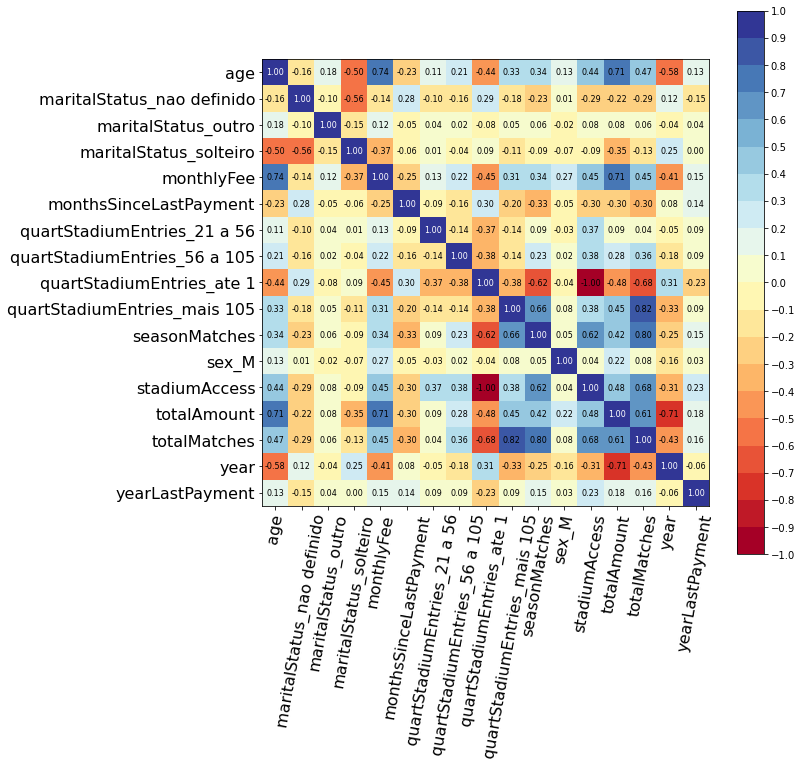 age 1.00 -0.16 0.18 -0.50 0.74 -0.23 0.11 0.21 -0.44 0.33 0.34 0.13 0.44 0.71 0.47 -0.58 0.13
maritalStatus_nao definido -0.16 1.00 -0.10 -0.56 -0.14 0.28 -0.10 -0.16 0.29 -0.18 -0.23 0.01 -0.29 -0.22 -0.29 0.12 -0.15
maritalStatus_outro 0.18 -0.10 1.00 -0.15 0.12 -0.05 0.04 0.02 -0.08 0.05 0.06 -0.02 0.08 0.08 0.06 -0.04 0.04
maritalStatus_solteiro -0.50 -0.56 -0.15 1.00 -0.37 -0.06 0.01 -0.04 0.09 -0.11 -0.09 -0.07 -0.09 -0.35 -0.13 0.25 0.00
monthlyFee 0.74 -0.14 0.12 -0.37 1.00 -0.25 0.13 0.22 -0.45 0.31 0.34 0.27 0.45 0.71 0.45 -0.41 0.15
monthsSinceLastPayment -0.23 0.28 -0.05 -0.06 -0.25 1.00 -0.09 -0.16 0.30 -0.20 -0.33 -0.05 -0.30 -0.30 -0.30 0.08 0.14
quartStadiumEntries_21 a 56 0.11 -0.10 0.04 0.01 0.13 -0.09 1.00 -0.14 -0.37 -0.14 0.09 -0.03 0.37 0.09 0.04 -0.05 0.09
quartStadiumEntries_56 a 105 0.21 -0.16 0.02 -0.04 0.22 -0.16 -0.14 1.00 -0.38 -0.14 0.23 0.02 0.38 0.28 0.36 -0.18 0.09
quartStadiumEntries_ate 1 -0.44 0.29 -0.08 0.09 -0.45 0.30 -0.37 -0.38 1.00 -0.38 -0.62 -0.04 -1.00 -0.48 -0.68 0.31 -0.23
quartStadiumEntries_mais 105 0.33 -0.18 0.05 -0.11 0.31 -0.20 -0.14 -0.14 -0.38 1.00 0.66 0.08 0.38 0.45 0.82 -0.33 0.09
seasonMatches 0.34 -0.23 0.06 -0.09 0.34 -0.33 0.09 0.23 -0.62 0.66 1.00 0.05 0.62 0.42 0.80 -0.25 0.15
sex_M 0.13 0.01 -0.02 -0.07 0.27 -0.05 -0.03 0.02 -0.04 0.08 0.05 1.00 0.04 0.22 0.08 -0.16 0.03
stadiumAccess 0.44 -0.29 0.08 -0.09 0.45 -0.30 0.37 0.38 -1.00 0.38 0.62 0.04 1.00 0.48 0.68 -0.31 0.23
totalAmount 0.71 -0.22 0.08 -0.35 0.71 -0.30 0.09 0.28 -0.48 0.45 0.42 0.22 0.48 1.00 0.61 -0.71 0.18
totalMatches 0.47 -0.29 0.06 -0.13 0.45 -0.30 0.04 0.36 -0.68 0.82 0.80 0.08 0.68 0.61 1.00 -0.43 0.16
year -0.58 0.12 -0.04 0.25 -0.41 0.08 -0.05 -0.18 0.31 -0.33 -0.25 -0.16 -0.31 -0.71 -0.43 1.00 -0.06
yearLastPayment 0.13 -0.15 0.04 0.00 0.15 0.14 0.09 0.09 -0.23 0.09 0.15 0.03 0.23 0.18 0.16 -0.06 1.00
age
maritalStatus_nao definido
maritalStatus_outro
maritalStatus_solteiro
monthlyFee
monthsSinceLastPayment
quartStadiumEntries_21 a 56
quartStadiumEntries_56 a 105
quartStadiumEntries_ate 1
quartStadiumEntries_mais 105
seasonMatches
sex_M
stadiumAccess
totalAmount
totalMatches
year
yearLastPayment
1.0
0.9
0.8
0.7
0.6
0.5
0.4
0.3
0.2
0.1
0.0
−0.1
−0.2
−0.3
−0.4
−0.5
−0.6
−0.7
−0.8
−0.9
−1.0